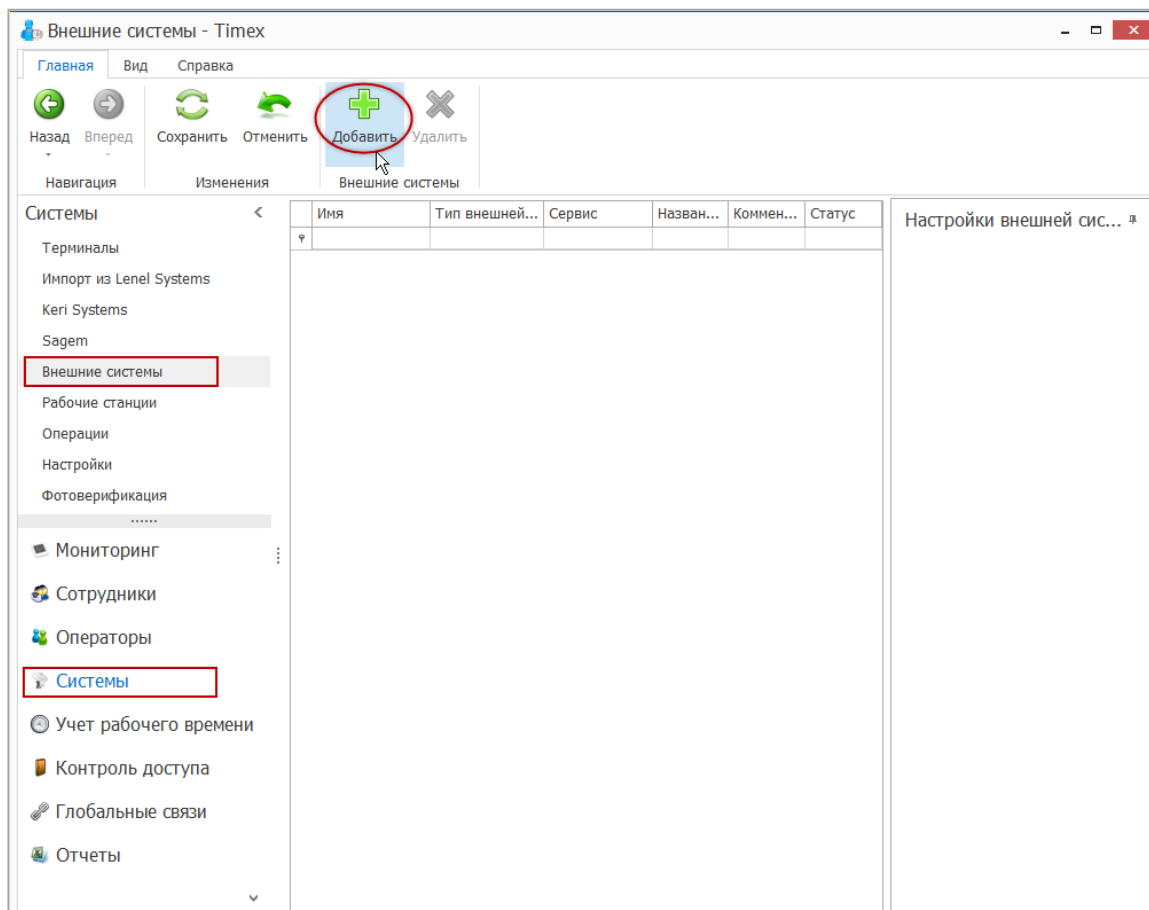 Внешние системы - Timex
Главная Вид Справка
Назад Вперед Сохранить Отменить Добавить Удалить
Навигация Изменения Внешние системы
Системы
Имя Тип внешней... Сервис Назван... Коммен... Статус
Настройки внешней сис...
Терминалы
Импорт из Lenel Systems
Keri Systems
Sagem
Внешние системы
Рабочие станции
Операции
Настройки
Фотоверификация
Мониторинг
Сотрудники
Операторы
Системы
Учет рабочего времени
Контроль доступа
Глобальные связи
Отчеты